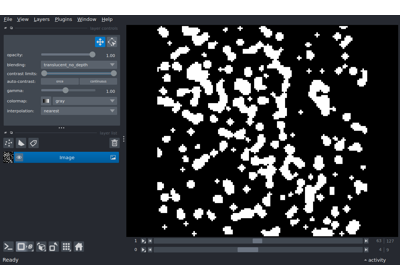 File View Layers Plugins Window Help
opacity: 1.00
blending: translucent_no_depth
contrast limits:
auto-contrast: once continuous
gamma: 1.00
colormap: gray
interpolation: nearest
Image
1
0
Ready
activity